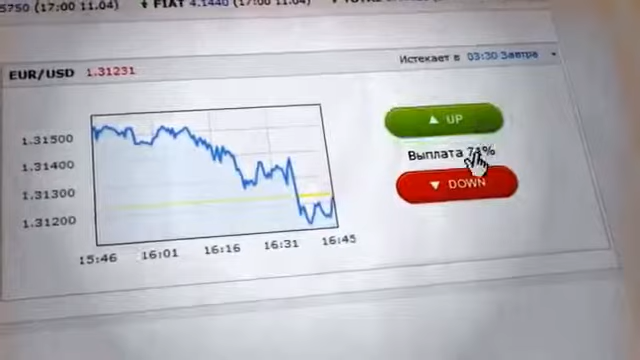 5750 (17:00 11.04) FIAT 4.1440 (17:00 11.04)
EUR/USD 1.31231
Истекает в 03:30 Завтра
1.31500
1.31400
1.31300
1.31200
15:46 16:01 16:16 16:31 16:45
UP
Выплата 71%
DOWN